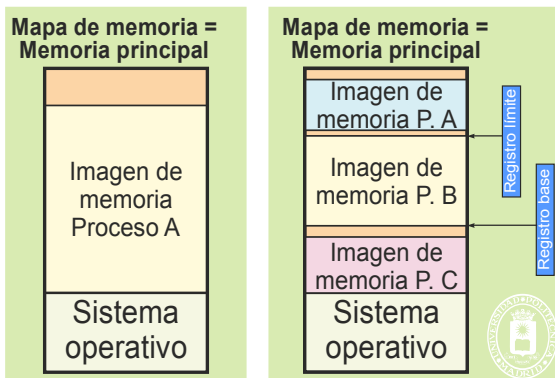 Mapa de memoria =
Memoria principal
Imagen de
memoria
Proceso A
Sistema
operativo
Mapa de memoria =
Memoria principal
Imagen de
memoria P. A
Imagen de
memoria P. B
Imagen de
memoria P. C
Sistema
operativo
Registro límite
Registro base